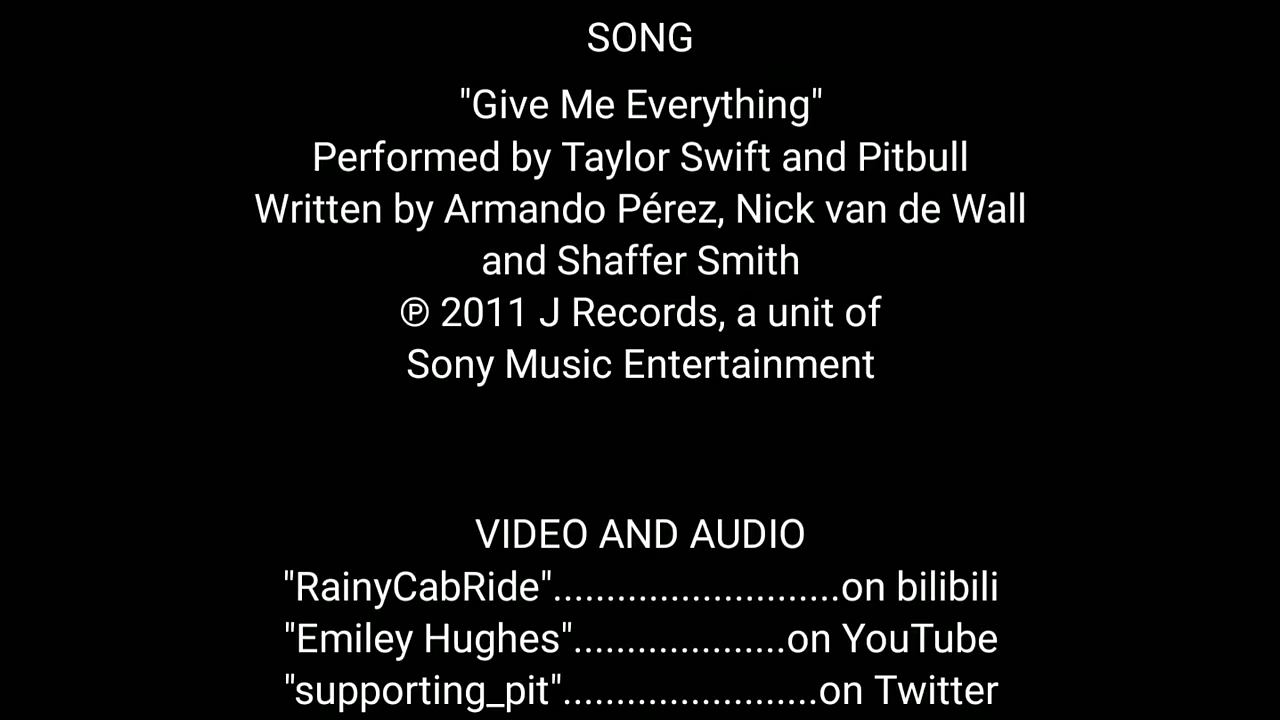 SONG
"Give Me Everything"
Performed by Taylor Swift and Pitbull
Written by Armando Pérez, Nick van de Wall
and Shaffer Smith
℗ 2011 J Records, a unit of
Sony Music Entertainment
VIDEO AND AUDIO
"RainyCabRide"...........................on bilibili
"Emiley Hughes"....................on YouTube
"supporting_pit"........................on Twitter